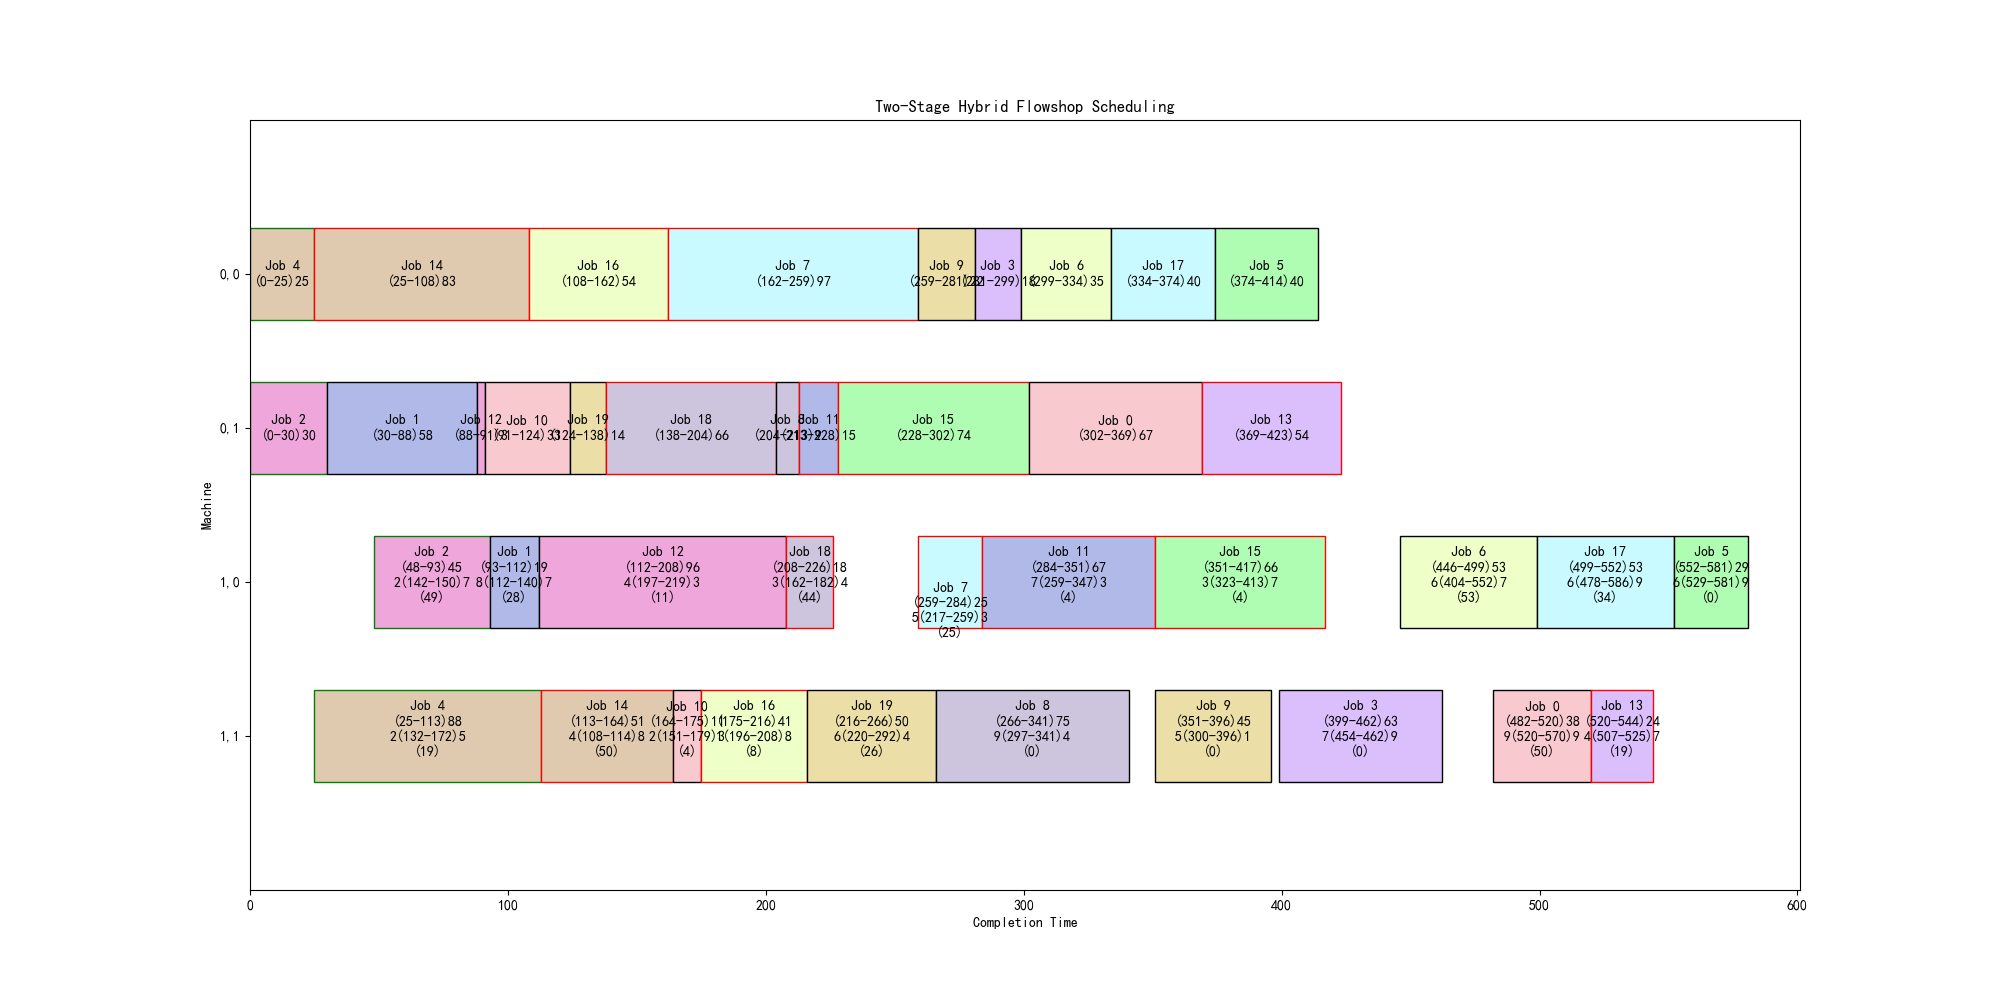 Two-Stage Hybrid Flowshop Scheduling
Machine
0,0
Job 4
(0-25)25
Job 14
(25-108)83
Job 16
(108-162)54
Job 7
(162-259)97
Job 9
(259-281)22
Job 3
(281-299)18
Job 6
(299-334)35
Job 17
(334-374)40
Job 5
(374-414)40
0,1
Job 2
(0-30)30
Job 1
(30-88)58
Job 12
(88-91)3
Job 10
(91-124)33
Job 19
(124-138)14
Job 18
(138-204)66
Job 8
(204-213)9
Job 11
(213-228)15
Job 15
(228-302)74
Job 0
(302-369)67
Job 13
(369-423)54
1,0
Job 2
(48-93)45
2(142-150)7
(49)
Job 1
(93-112)19
8(112-140)7
(28)
Job 12
(112-208)96
4(197-219)3
(11)
Job 18
(208-226)18
3(162-182)4
(44)
Job 7
(259-284)25
5(217-259)3
(25)
Job 11
(284-351)67
7(259-347)3
(4)
Job 15
(351-417)66
3(323-413)7
(4)
Job 6
(446-499)53
6(404-552)7
(53)
Job 17
(499-552)53
6(478-586)9
(34)
Job 5
(552-581)29
6(529-581)9
(0)
1,1
Job 4
(25-113)88
2(132-172)5
(19)
Job 14
(113-164)51
4(108-114)8
(50)
Job 10
(164-175)11
2(151-179)3
(4)
Job 16
(175-216)41
(196-208)8
(8)
Job 19
(216-266)50
6(220-292)4
(26)
Job 8
(266-341)75
9(297-341)4
(0)
Job 9
(351-396)45
5(300-396)1
(0)
Job 3
(399-462)63
7(454-462)9
(0)
Job 0
(482-520)38
9(520-570)9
(50)
Job 13
(520-544)24
4(507-525)7
(19)
0 100 200 300 400 500 600
Completion Time